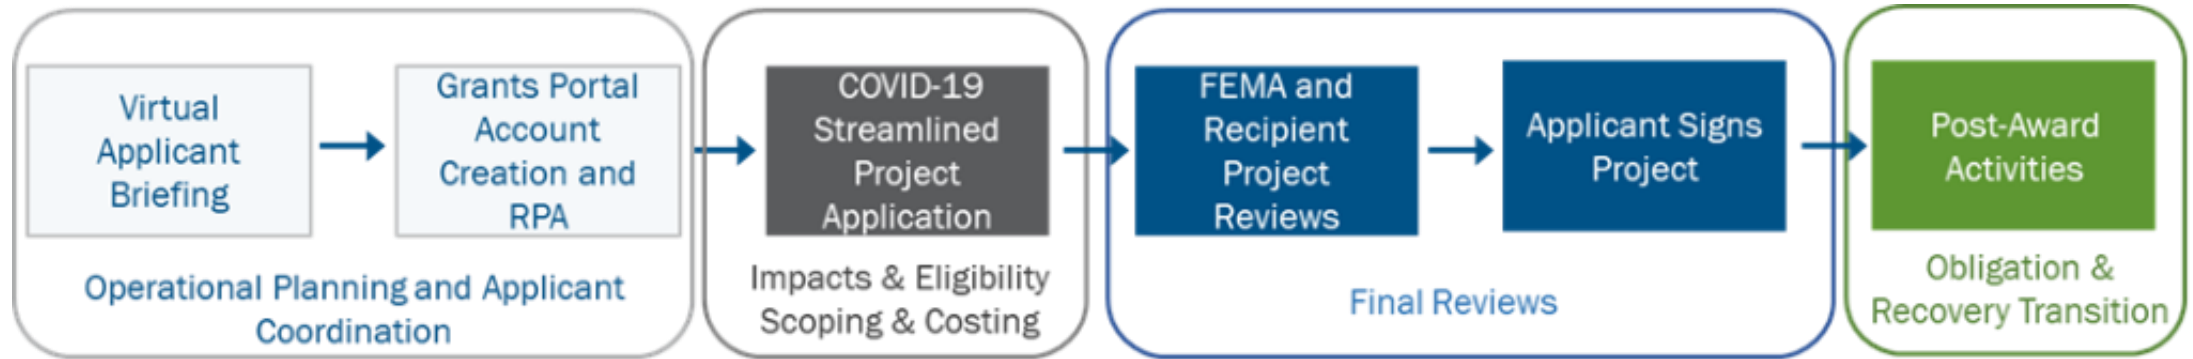 Virtual
Applicant
Briefing
Grants Portal
Account
Creation and
RPA
Operational Planning and Applicant
Coordination
COVID-19
Streamlined
Project
Application
Impacts & Eligibility
Scoping & Costing
FEMA and
Recipient
Project
Reviews
Applicant Signs
Project
Final Reviews
Post-Award
Activities
Obligation &
Recovery Transition